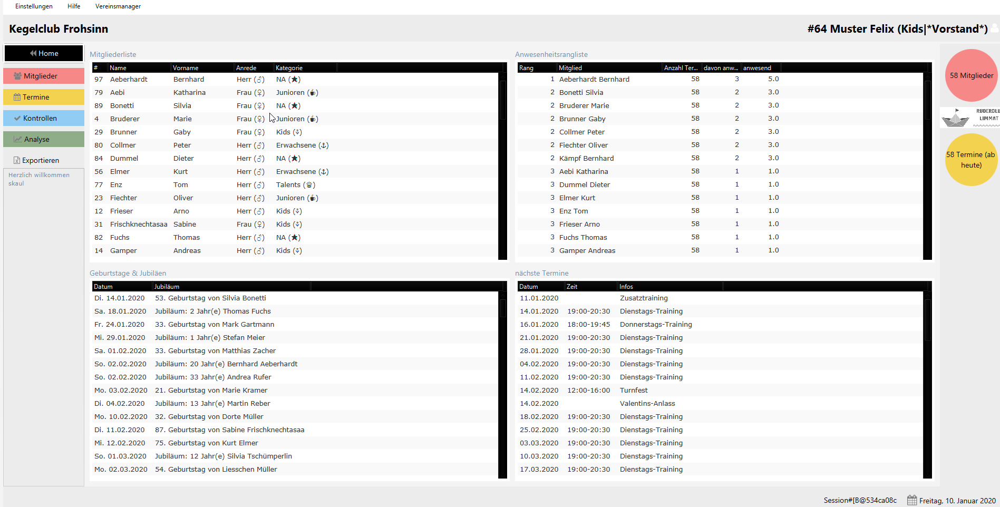 Einstellungen Hilfe Vereinsmanager
Kegelclub Frohsinn #64 Muster Felix (Kids|*Vorstand*)
Home
Mitglieder
Termine
Kontrollen
Analyse
Exportieren
Herzlich willkommen
skaul
Mitgliederliste
# Name Vorname Anrede Kategorie
97 Aeberhardt Bernhard Herr (♂) NA (★)
79 Aebi Katharina Frau (♀) Junioren (☕)
89 Bonetti Silvia Frau (♀) NA (★)
4 Bruderer Marie Frau (♀) Junioren (☕)
29 Brunner Gaby Frau (♀) Kids (⚘)
80 Collmer Peter Herr (♂) Erwachsene (⚓)
84 Dummel Dieter Herr (♂) NA (★)
56 Elmer Kurt Herr (♂) Erwachsene (⚓)
77 Enz Tom Herr (♂) Talents
23 Fiechter Oliver Herr (♂) Junioren (☕)
12 Frieser Arno Herr (♂) Kids (⚘)
31 Frischknechtasaa Sabine Frau (♀) Kids (⚘)
82 Fuchs Thomas Herr (♂) NA (★)
14 Gamper Andreas Herr (♂) Kids (⚘)
Anwesenheitsrangliste
Rang Mitglied Anzahl Ter... davon anw... anwesend
1 Aeberhardt Bernhard 58 3 5.0
2 Bonetti Silvia 58 2 3.0
2 Bruderer Marie 58 2 3.0
2 Brunner Gaby 58 2 3.0
2 Collmer Peter 58 2 3.0
2 Fiechter Oliver 58 2 3.0
2 Kämpf Bernhard 58 2 3.0
3 Aebi Katharina 58 1 1.0
3 Dummel Dieter 58 1 1.0
3 Elmer Kurt 58 1 1.0
3 Enz Tom 58 1 1.0
3 Frieser Arno 58 1 1.0
3 Fuchs Thomas 58 1 1.0
3 Gamper Andreas 58 1 1.0
Geburtstage & Jubiläen
Datum Jubiläum
Di. 14.01.2020 53. Geburtstag von Silvia Bonetti
Sa. 18.01.2020 Jubiläum: 2 Jahr(e) Thomas Fuchs
Fr. 24.01.2020 33. Geburtstag von Mark Gartmann
Mi. 29.01.2020 Jubiläum: 1 Jahr(e) Stefan Meier
Sa. 01.02.2020 33. Geburtstag von Matthias Zacher
So. 02.02.2020 Jubiläum: 20 Jahr(e) Bernhard Aeberhardt
So. 02.02.2020 Jubiläum: 33 Jahr(e) Andrea Rufer
Mo. 03.02.2020 21. Geburtstag von Marie Kramer
Di. 04.02.2020 Jubiläum: 13 Jahr(e) Martin Reber
Mo. 10.02.2020 32. Geburtstag von Dorte Müller
Di. 11.02.2020 87. Geburtstag von Sabine Frischknechtasaa
Mi. 12.02.2020 75. Geburtstag von Kurt Elmer
So. 01.03.2020 Jubiläum: 12 Jahr(e) Silvia Tschümperlin
Mo. 02.03.2020 54. Geburtstag von Liesschen Müller
nächste Termine
Datum Zeit Infos
11.01.2020 Zusatztraining
14.01.2020 19:00-20:30 Dienstags-Training
16.01.2020 18:00-19:45 Donnerstags-Training
21.01.2020 19:00-20:30 Dienstags-Training
28.01.2020 19:00-20:30 Dienstags-Training
04.02.2020 19:00-20:30 Dienstags-Training
11.02.2020 19:00-20:30 Dienstags-Training
14.02.2020 12:00-16:00 Turnfest
14.02.2020 Valentins-Anlass
18.02.2020 19:00-20:30 Dienstags-Training
25.02.2020 19:00-20:30 Dienstags-Training
03.03.2020 19:00-20:30 Dienstags-Training
10.03.2020 19:00-20:30 Dienstags-Training
17.03.2020 19:00-20:30 Dienstags-Training
58 Mitglieder
RUDERCLU
LIMMAT
58 Termine (ab
heute)
Session#[B@534ca08c Freitag, 10. Januar 2020